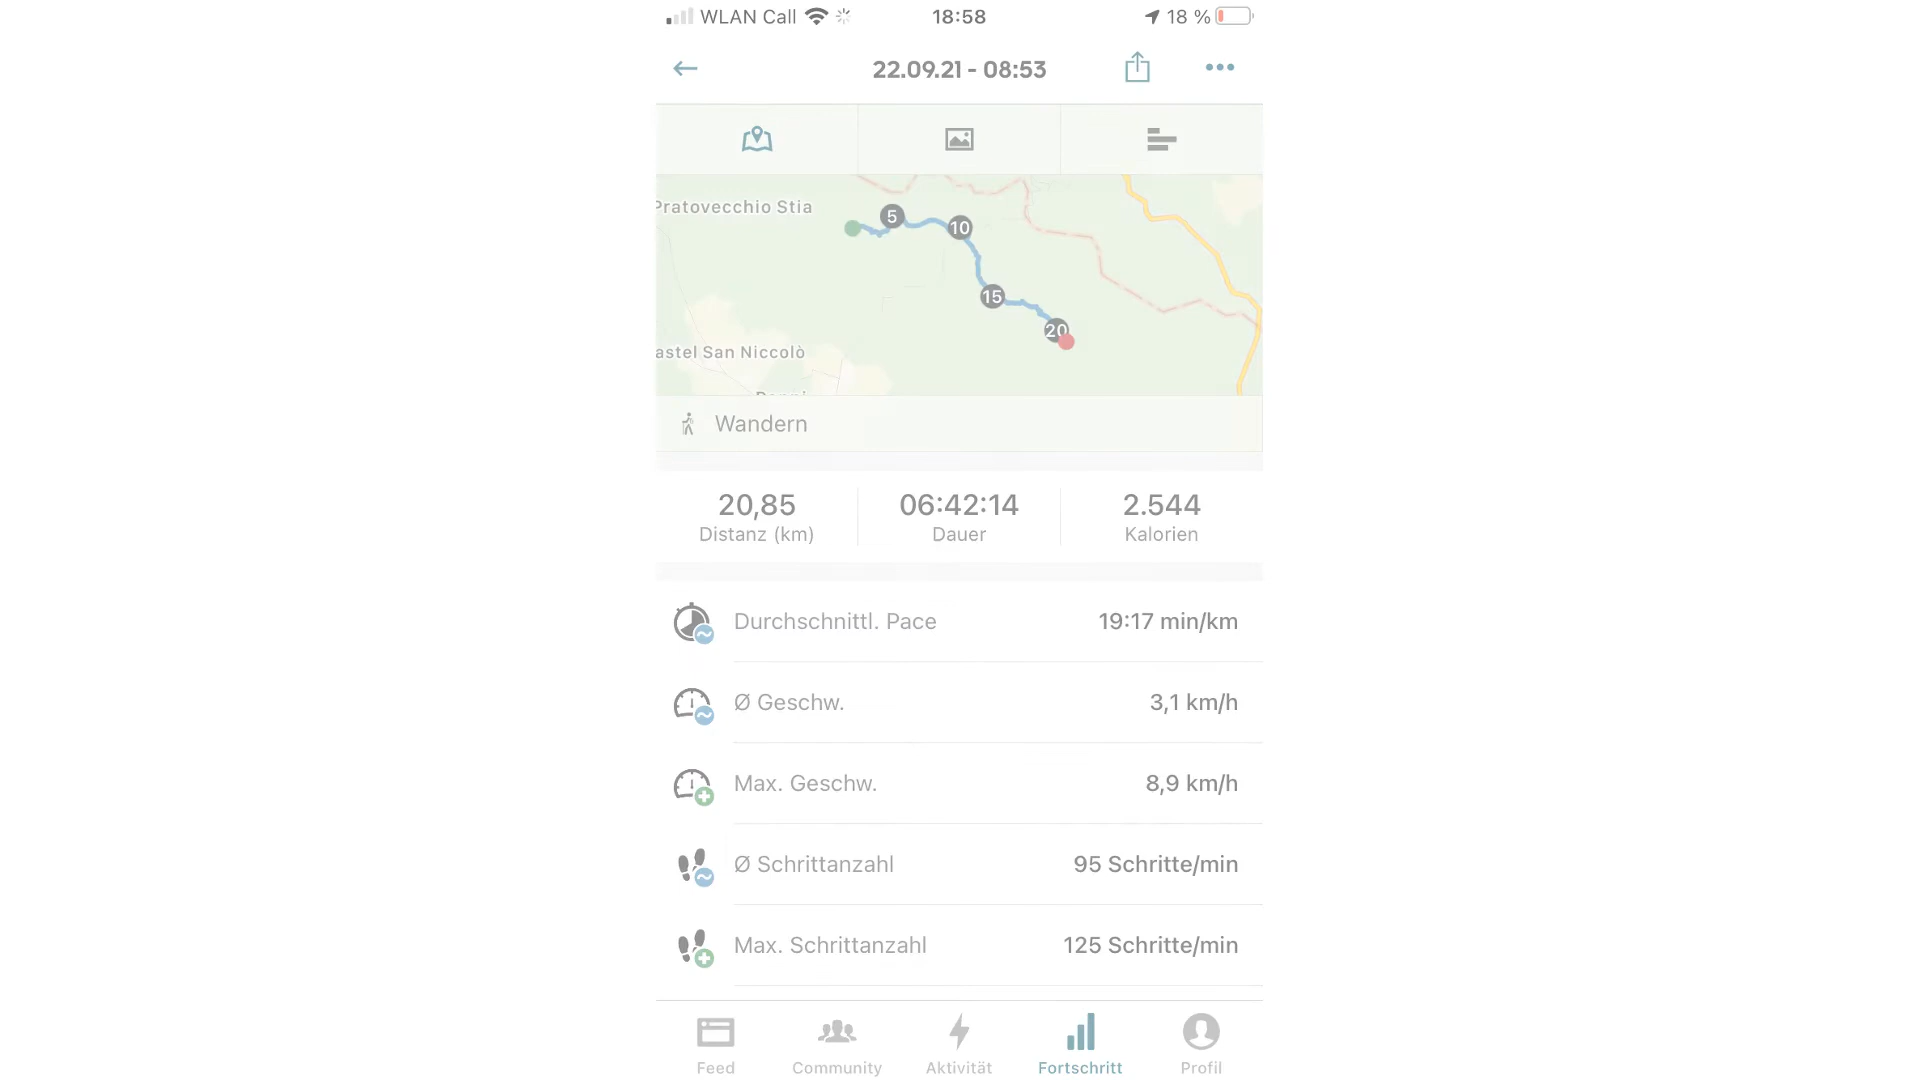 WLAN Call 18:58 18 %
22.09.21 - 08:53
Pratovecchio Stia
5
10
15
20
astel San Niccolò
Wandern
20,85 06:42:14 2.544
Distanz (km) Dauer Kalorien
Durchschnittl. Pace 19:17 min/km
Ø Geschw. 3,1 km/h
Max. Geschw. 8,9 km/h
Ø Schrittanzahl 95 Schritte/min
Max. Schrittanzahl 125 Schritte/min
Feed Community Aktivität Fortschritt Profil